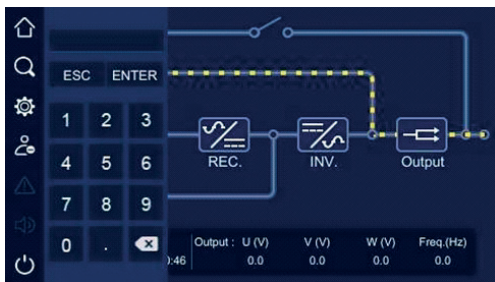 ESC ENTER
1 2 3
4 5 6
7 8 9
0 .
REC. INV. Output
:46
Output : U (V) V (V) W (V) Freq.(Hz)
0.0 0.0 0.0 0.0